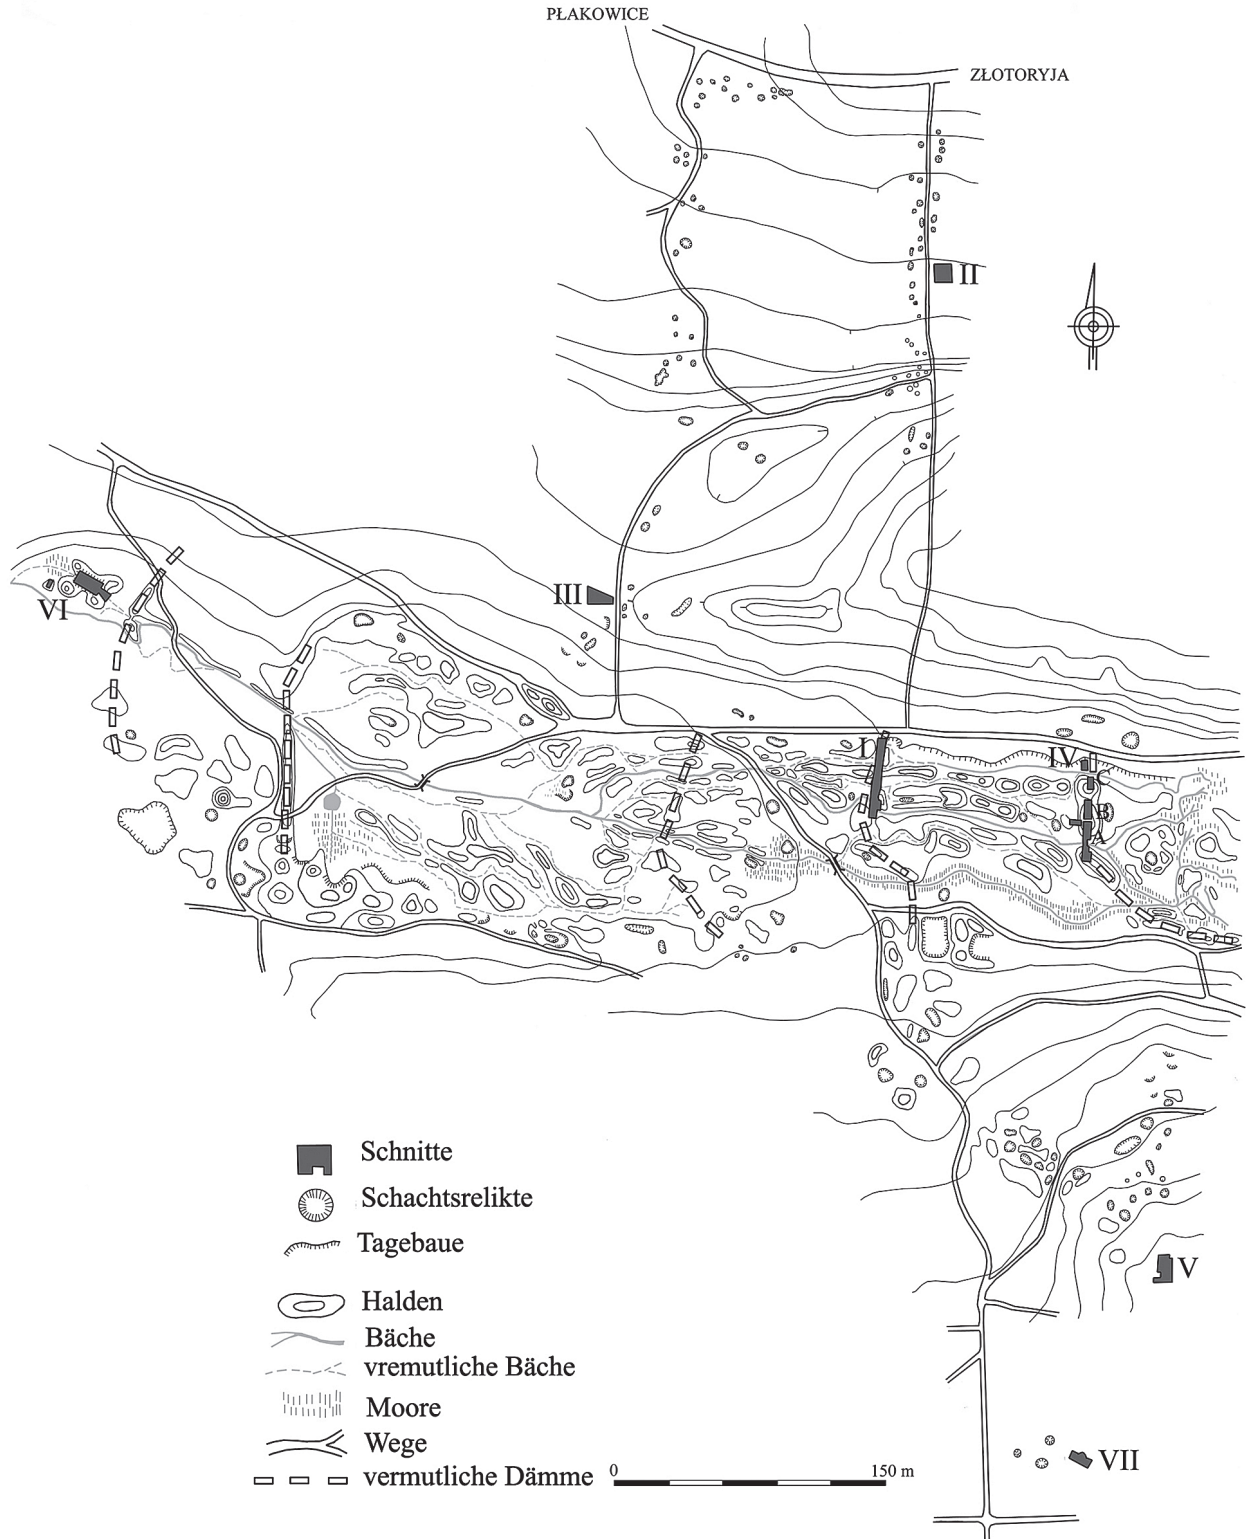 PŁAKOWICE
ZŁOTORYJA
II
III
VI
I
IV
C
B
A
V
VII
Schnitte
Schachtsrelikte
Tagebaue
Halden
Bäche
vremutliche Bäche
Moore
Wege
vermutliche Dämme
0 150 m